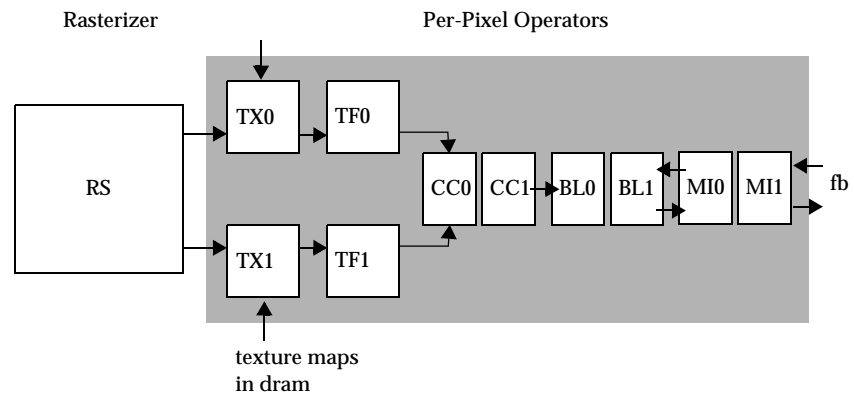 Rasterizer
Per-Pixel Operators
TX0
TF0
RS
CC0
CC1
BL0
BL1
MI0
MI1
fb
TX1
TF1
texture maps
in dram